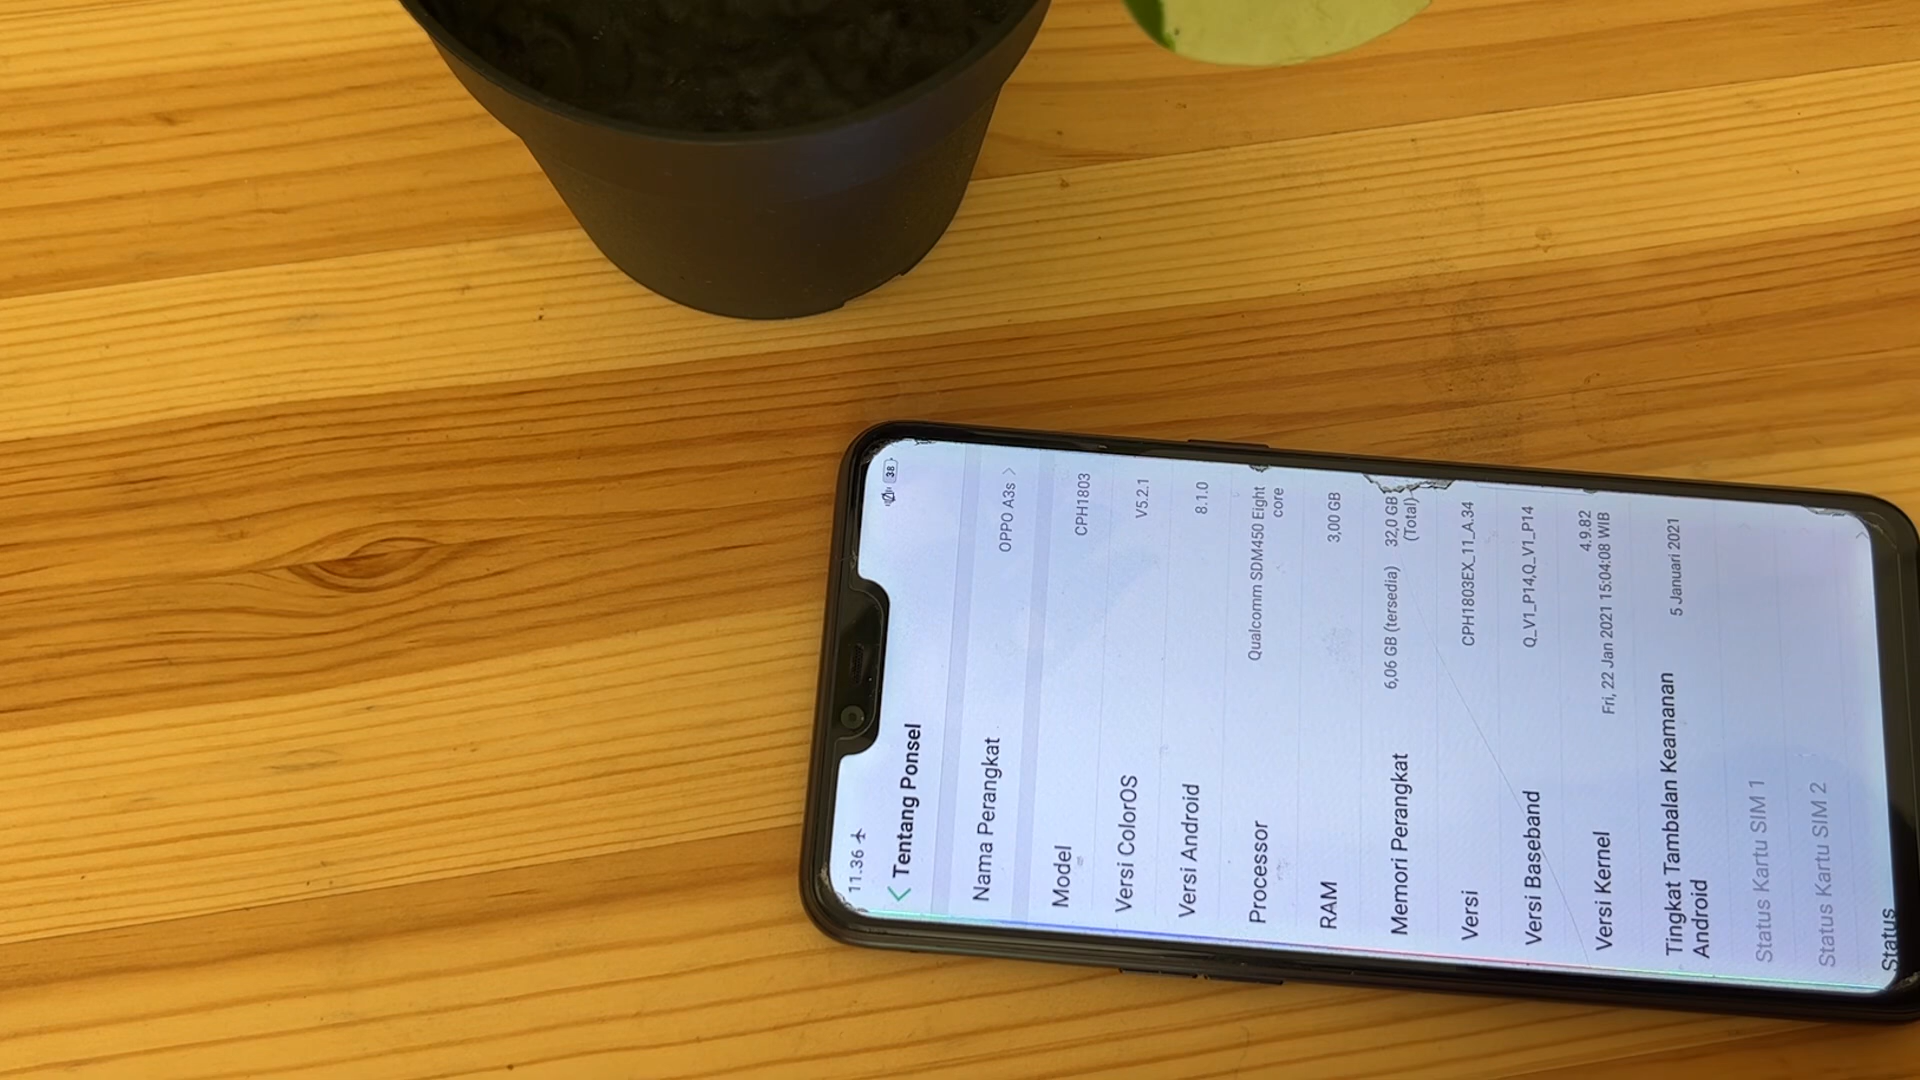 11.36
38
Tentang Ponsel
Nama Perangkat
OPPO A3s
Model
CPH1803
Versi ColorOS
V5.2.1
Versi Android
8.1.0
Processor
Qualcomm SDM450 Eight
core
RAM
3,00 GB
Memori Perangkat
6,06 GB (tersedia) 32,0 GB
(Total)
Versi
CPH1803EX_11_A.34
Versi Baseband
Q_V1_P14,Q_V1_P14
Versi Kernel
4.9.82
Fri, 22 Jan 2021 15:04:08 WIB
Tingkat Tambalan Keamanan
Android
5 Januari 2021
Status Kartu SIM 1
Status Kartu SIM 2
Status